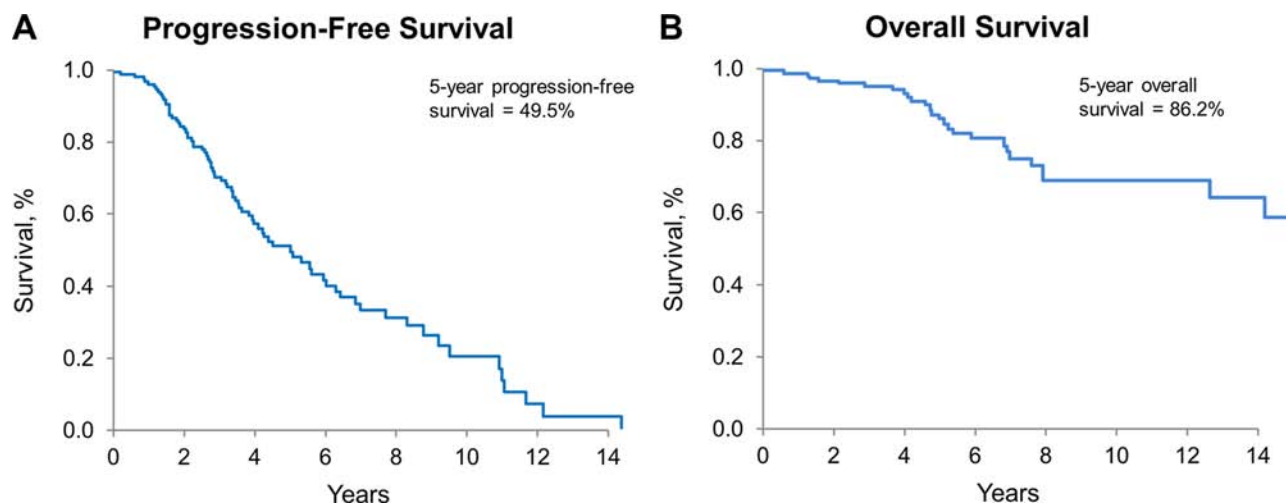 A
Progression-Free Survival
5-year progression-free
survival = 49.5%
Survival, %
1.0
0.8
0.6
0.4
0.2
0.0
0 2 4 6 8 10 12 14
Years
B
Overall Survival
5-year overall
survival = 86.2%
Survival, %
1.0
0.8
0.6
0.4
0.2
0.0
0 2 4 6 8 10 12 14
Years